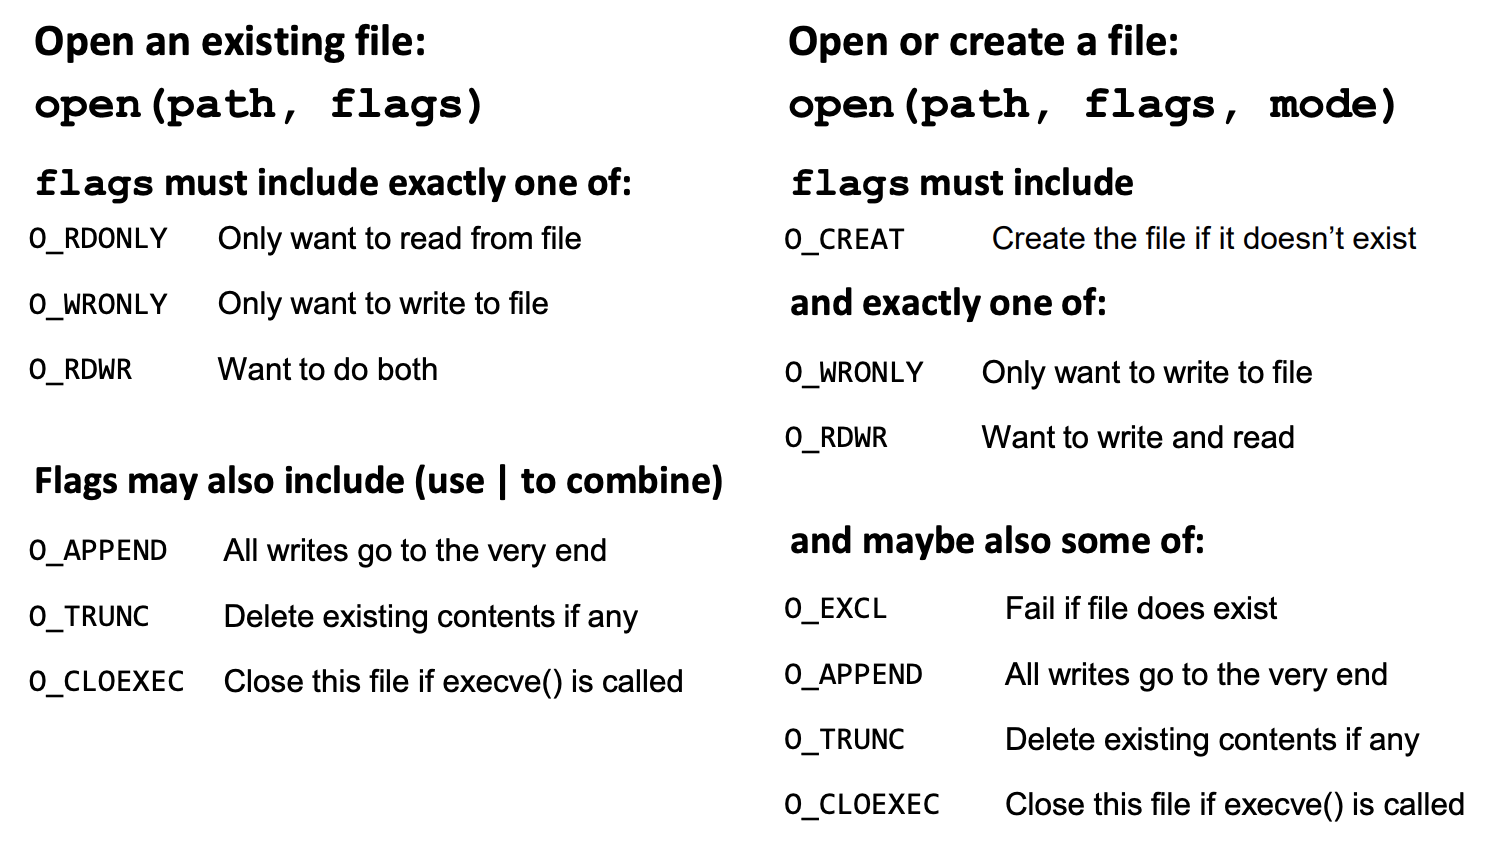 Open an existing file:
open(path, flags)
flags must include exactly one of:
O_RDONLY Only want to read from file
O_WRONLY Only want to write to file
O_RDWR Want to do both
Flags may also include (use | to combine)
O_APPEND All writes go to the very end
O_TRUNC Delete existing contents if any
O_CLOEXEC Close this file if execve() is called
Open or create a file:
open(path, flags, mode)
flags must include
O_CREAT Create the file if it doesn’t exist
and exactly one of:
O_WRONLY Only want to write to file
O_RDWR Want to write and read
and maybe also some of:
O_EXCL Fail if file does exist
O_APPEND All writes go to the very end
O_TRUNC Delete existing contents if any
O_CLOEXEC Close this file if execve() is called